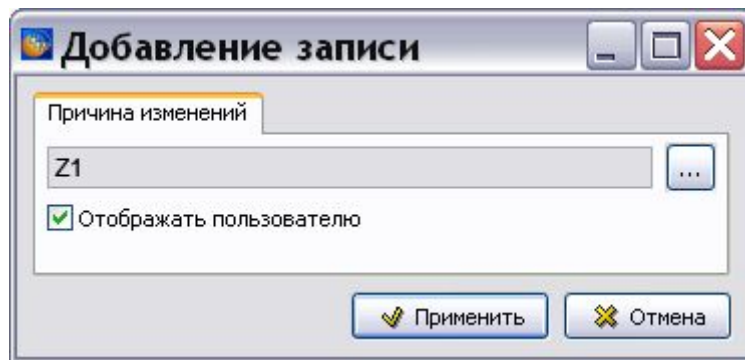 Добавление записи
Причина изменений
Z1
...
Отображать пользователю
Применить
Отмена